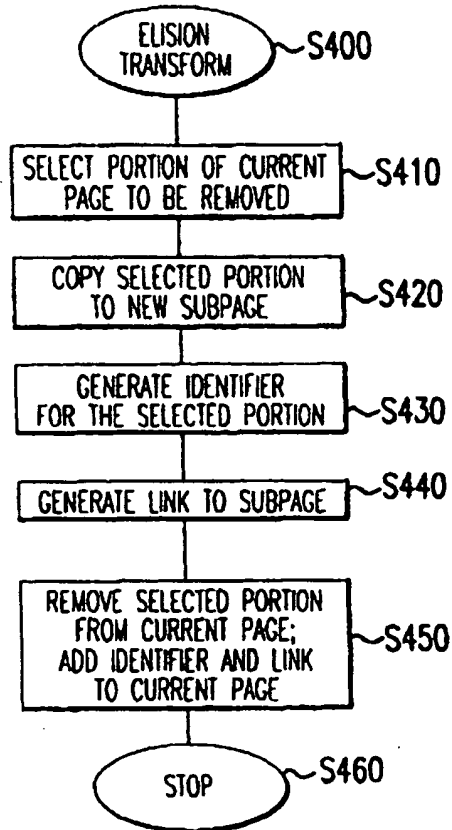 ELISION
TRANSFORM
S400
SELECT PORTION OF CURRENT
PAGE TO BE REMOVED
S410
COPY SELECTED PORTION
TO NEW SUBPAGE
S420
GENERATE IDENTIFIER
FOR THE SELECTED PORTION
S430
GENERATE LINK TO SUBPAGE
S440
REMOVE SELECTED PORTION
FROM CURRENT PAGE;
ADD IDENTIFIER AND LINK
TO CURRENT PAGE
S450
STOP
S460